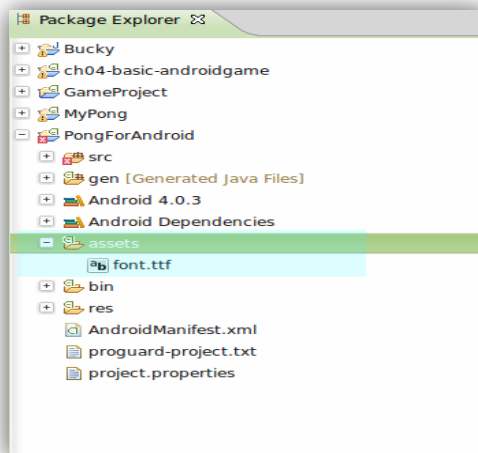 Package Explorer
Bucky
ch04-basic-androidgame
GameProject
MyPong
PongForAndroid
src
gen [Generated Java Files]
Android 4.0.3
Android Dependencies
assets
font.ttf
bin
res
AndroidManifest.xml
proguard-project.txt
project.properties